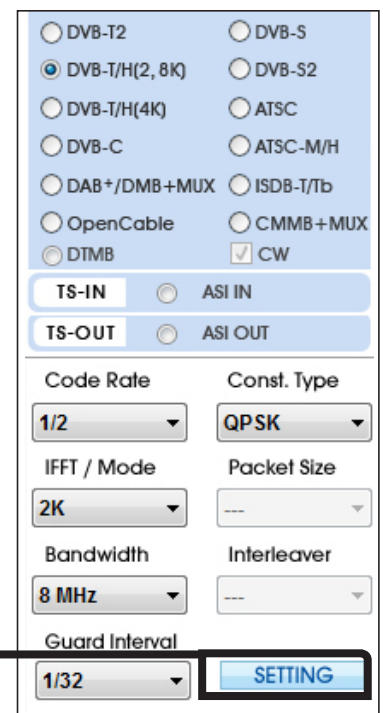 DVB-T2 DVB-S
DVB-T/H(2, 8K) DVB-S2
DVB-T/H(4K) ATSC
DVB-C ATSC-M/H
DAB+/DMB+MUX ISDB-T/Tb
OpenCable CMMB+MUX
DTMB CW
TS-IN ASI IN
TS-OUT ASI OUT
Code Rate Const. Type
1/2 QPSK
IFFT / Mode Packet Size
2K ---
Bandwidth Interleaver
8 MHz ---
Guard Interval
1/32 SETTING